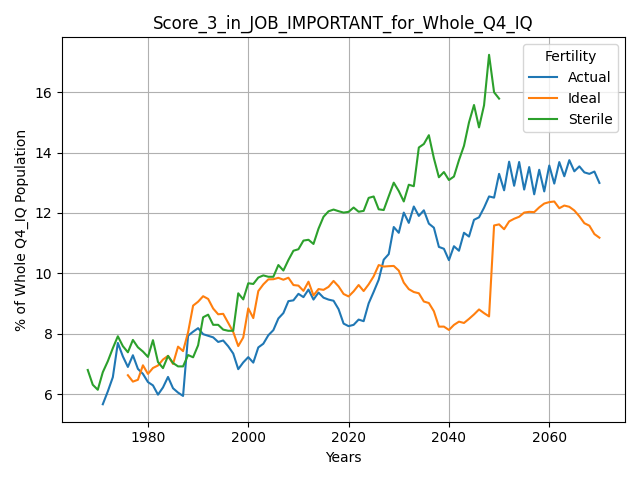 Score_3_in_JOB_IMPORTANT_for_Whole_Q4_IQ
Fertility
Actual
Ideal
Sterile
% of Whole Q4_IQ Population
16
14
12
10
8
6
1980
2000
2020
2040
2060
Years